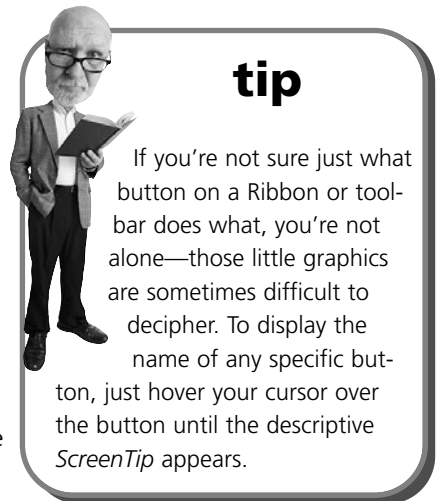 tip
If you’re not sure just what
button on a Ribbon or tool-
bar does what, you’re not
alone—those little graphics
are sometimes difficult to
decipher. To display the
name of any specific but-
ton, just hover your cursor over
the button until the descriptive
ScreenTip appears.